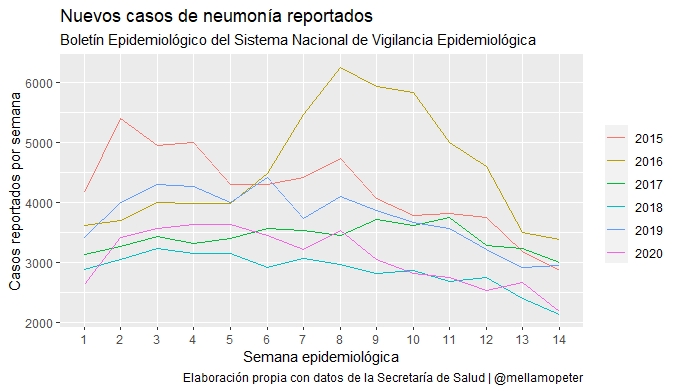 Nuevos casos de neumonía reportados
Boletín Epidemiológico del Sistema Nacional de Vigilancia Epidemiológica
Casos reportados por semana
6000
5000
4000
3000
2000
1 2 3 4 5 6 7 8 9 10 11 12 13 14
Semana epidemiológica
2015
2016
2017
2018
2019
2020
Elaboración propia con datos de la Secretaría de Salud | @mellamopeter